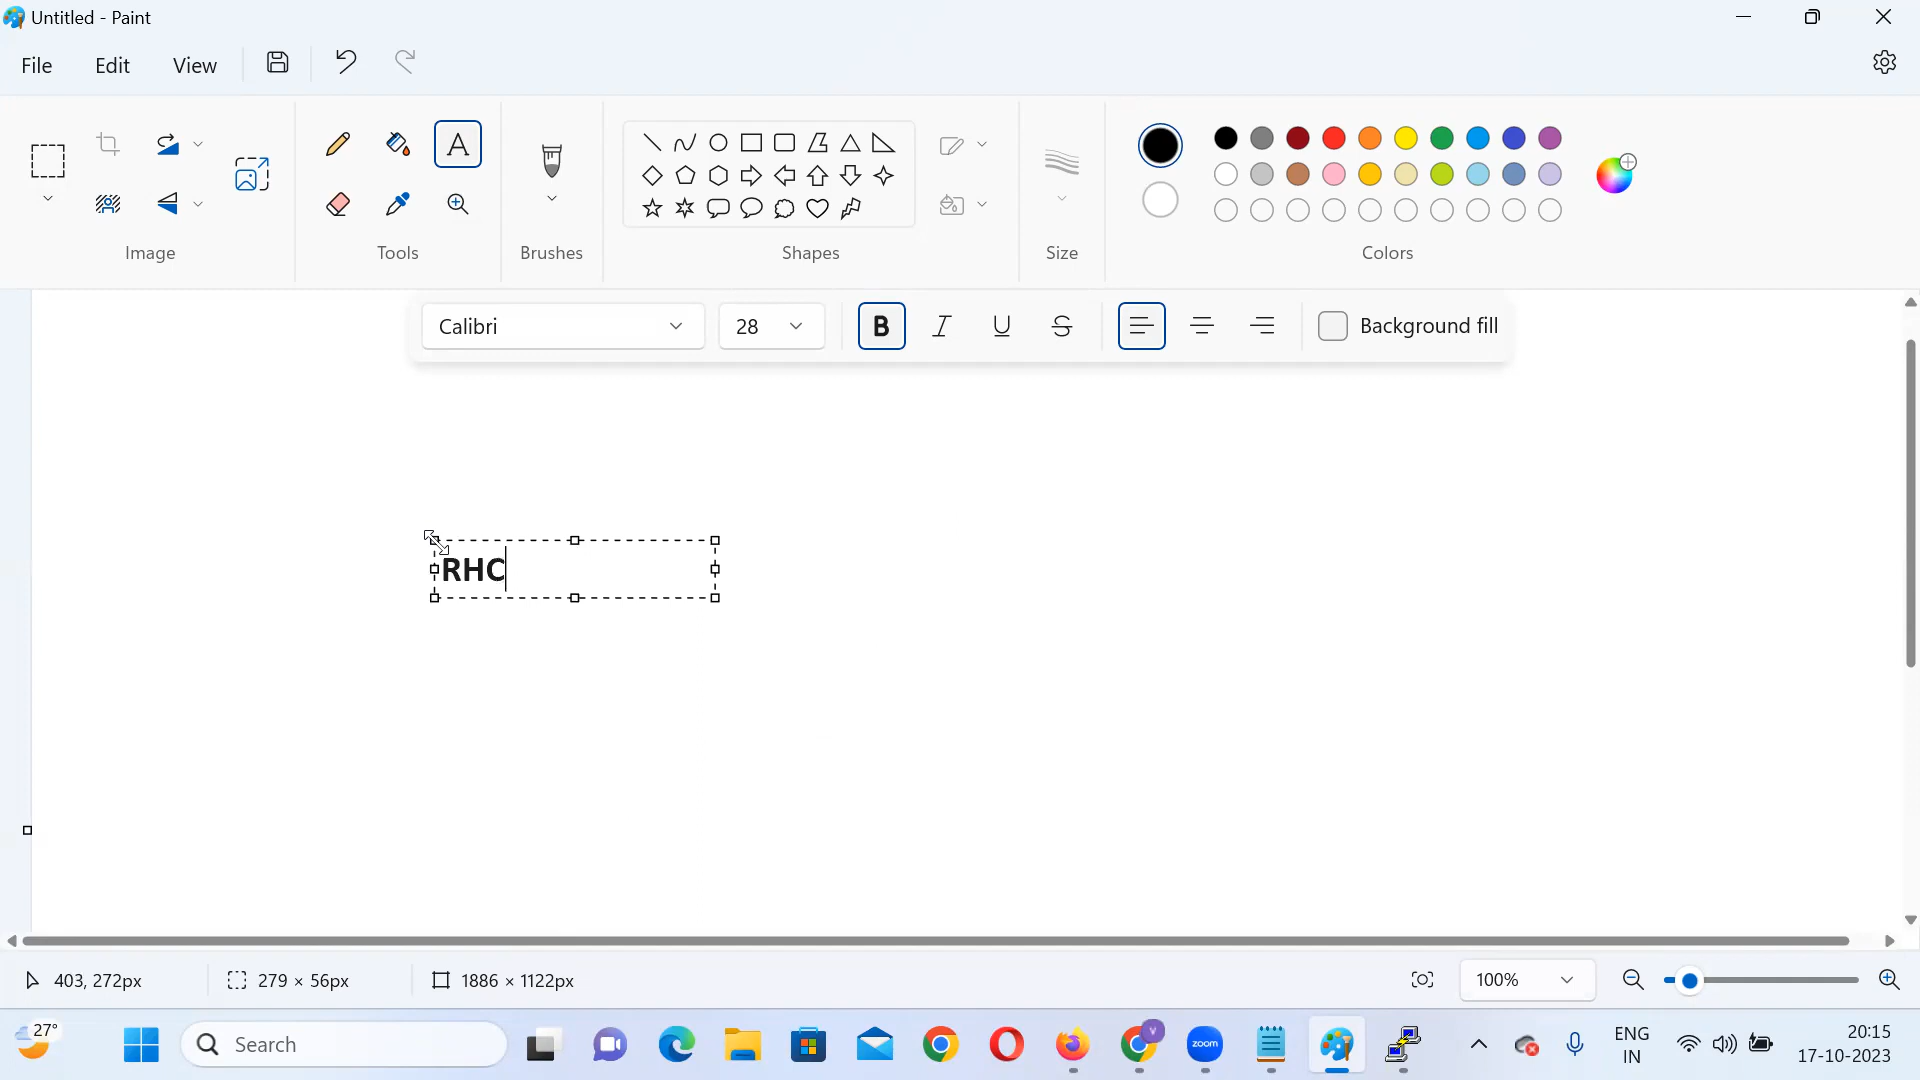 Untitled - Paint
File Edit View
Image
Tools
Brushes
Shapes
Size
Colors
Calibri 28 B I U S Background fill
RHC
403, 272px 279 × 56px 1886 × 1122px 100%
27° Search zoom V ENG IN 20:15 17-10-2023